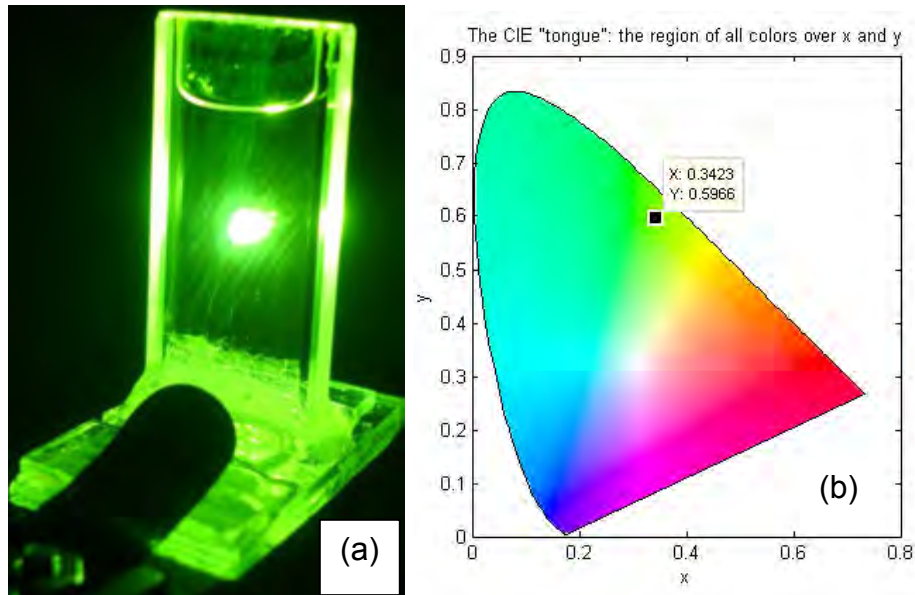 (a)
The CIE "tongue": the region of all colors over x and y
0.9
0.8
0.7
0.6
0.5
0.4
0.3
0.2
0.1
0
y
X: 0.3423
Y: 0.5966
(b)
0 0.2 0.4 0.6 0.8
x